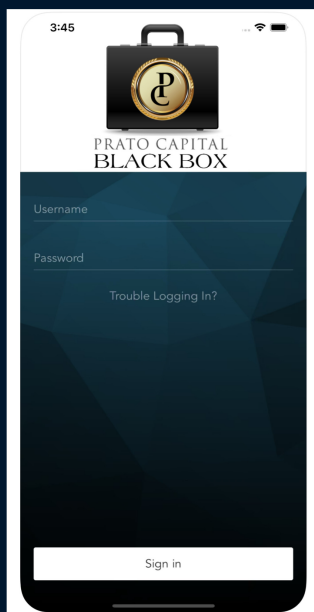 3:45
PC
PRATO CAPITAL
BLACK BOX
Username
Password
Trouble Logging In?
Sign in